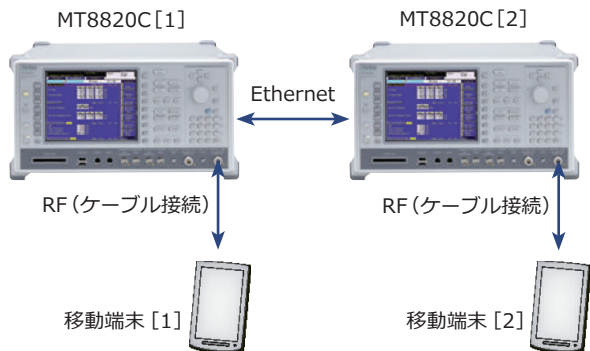 MT8820C[1]
MT8820C[2]
Ethernet
RF(ケーブル接続)
RF(ケーブル接続)
移動端末 [1]
移動端末 [2]